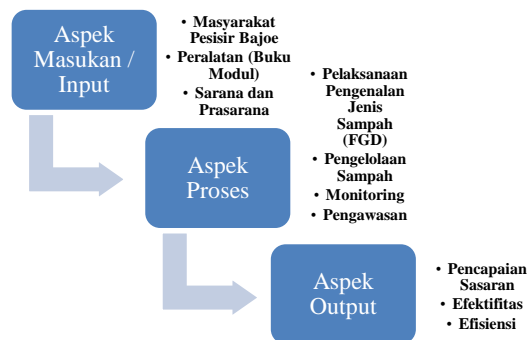 Aspek
Masukan /
Input
• Masyarakat
Pesisir Bajoe
• Peralatan (Buku
Modul)
• Sarana dan
Prasarana
Aspek
Proses
• Pelaksanaan
Pengenalan
Jenis
Sampah
(FGD)
• Pengelolaan
Sampah
• Monitoring
• Pengawasan
Aspek
Output
• Pencapaian
Sasaran
• Efektifitas
• Efisiensi